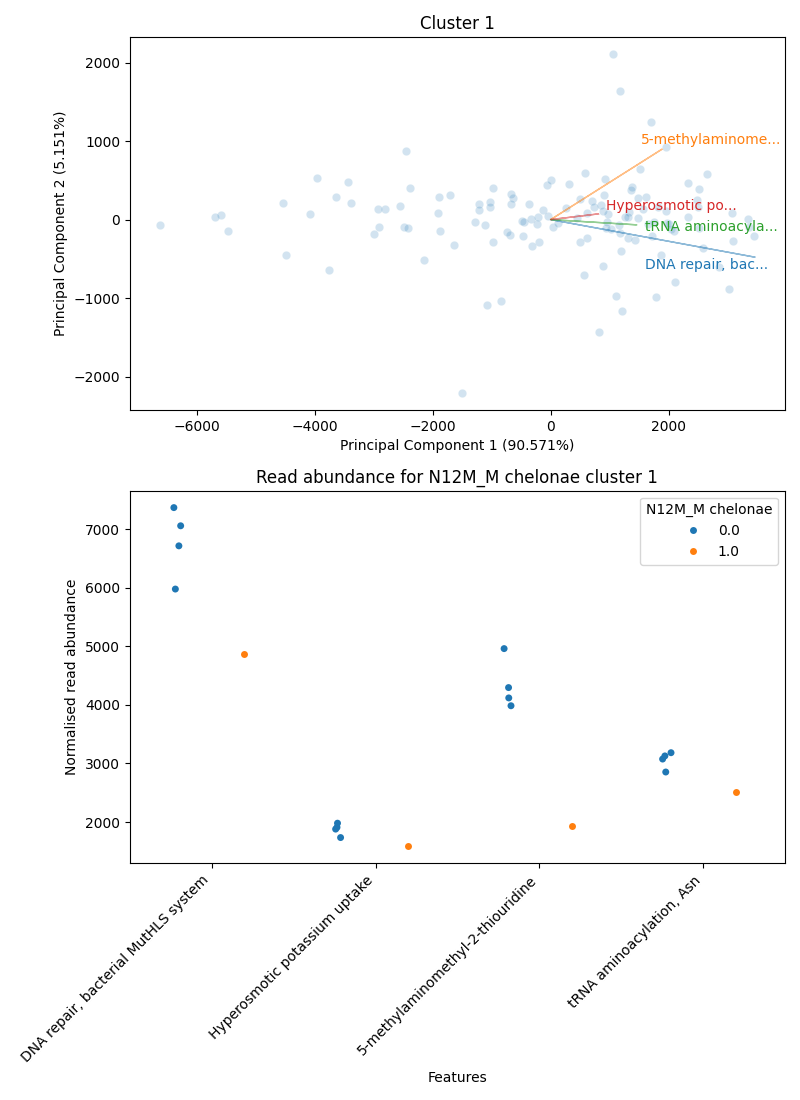 Cluster 1
Principal Component 2 (5.151%)
2000
1000
0
−1000
−2000
5-methylaminome...
Hyperosmotic po...
tRNA aminoacyla...
DNA repair, bac...
−6000
−4000
−2000
0
2000
Principal Component 1 (90.571%)
Read abundance for N12M_M chelonae cluster 1
Normalised read abundance
7000
6000
5000
4000
3000
2000
N12M_M chelonae
0.0
1.0
DNA repair, bacterial MutHLS system
Hyperosmotic potassium uptake
5-methylaminomethyl-2-thiouridine
tRNA aminoacylation, Asn
Features